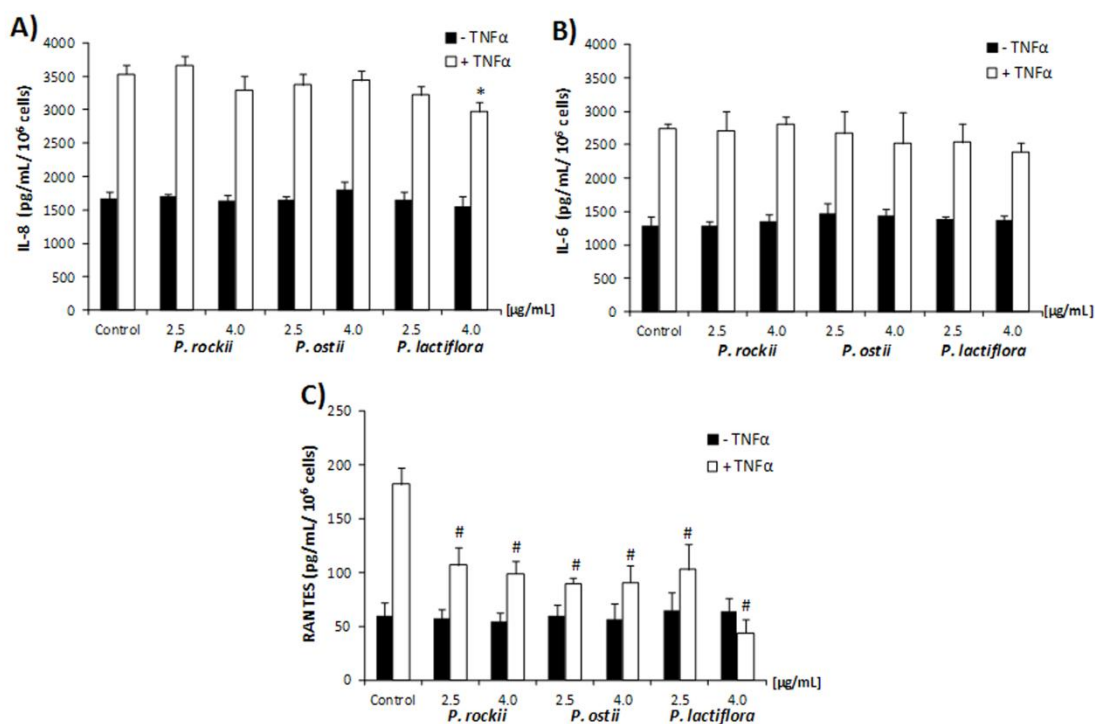 A)
4000
3500
3000
2500
2000
1500
1000
500
0
IL-8 (pg/mL/ 10⁶ cells)
- TNFα
+ TNFα
*
Control 2.5 4.0 2.5 4.0 2.5 4.0 [µg/mL]
P. rockii P. ostii P. lactiflora
B)
4000
3500
3000
2500
2000
1500
1000
500
0
IL-6 (pg/mL/ 10⁶ cells)
- TNFα
+ TNFα
Control 2.5 4.0 2.5 4.0 2.5 4.0 [µg/mL]
P. rockii P. ostii P. lactiflora
C)
250
200
150
100
50
0
RANTES (pg/mL/ 10⁶ cells)
- TNFα
+ TNFα
# # # # # #
Control 2.5 4.0 2.5 4.0 2.5 4.0 [µg/mL]
P. rockii P. ostii P. lactiflora